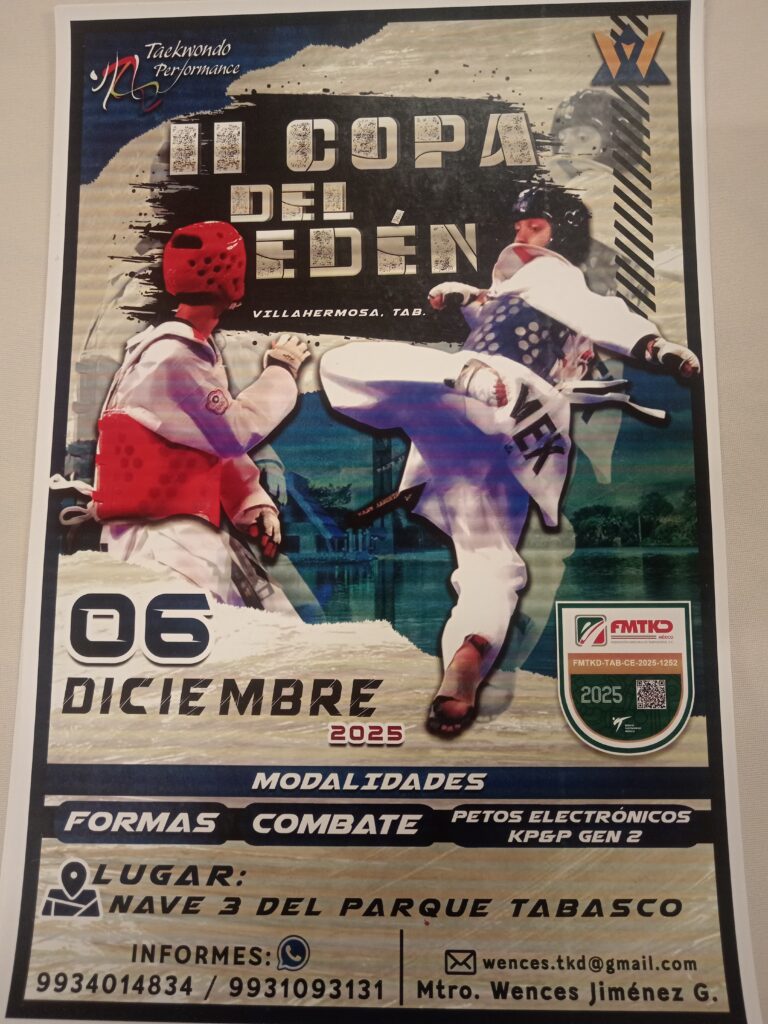 Taekwondo
Performance
II COPA
DEL
EDÉN
VILLAHERMOSA, TAB.
MEX
06
DICIEMBRE
2025
FMTKD
MÉXICO
FMTKD-TAB-CE-2025-1252
2025
MODALIDADES
FORMAS
COMBATE
PETOS ELECTRÓNICOS
KP&P GEN 2
LUGAR:
NAVE 3 DEL PARQUE TABASCO
INFORMES:
9934014834 / 9931093131
wences.tkd@gmail.com
Mtro. Wences Jiménez G.